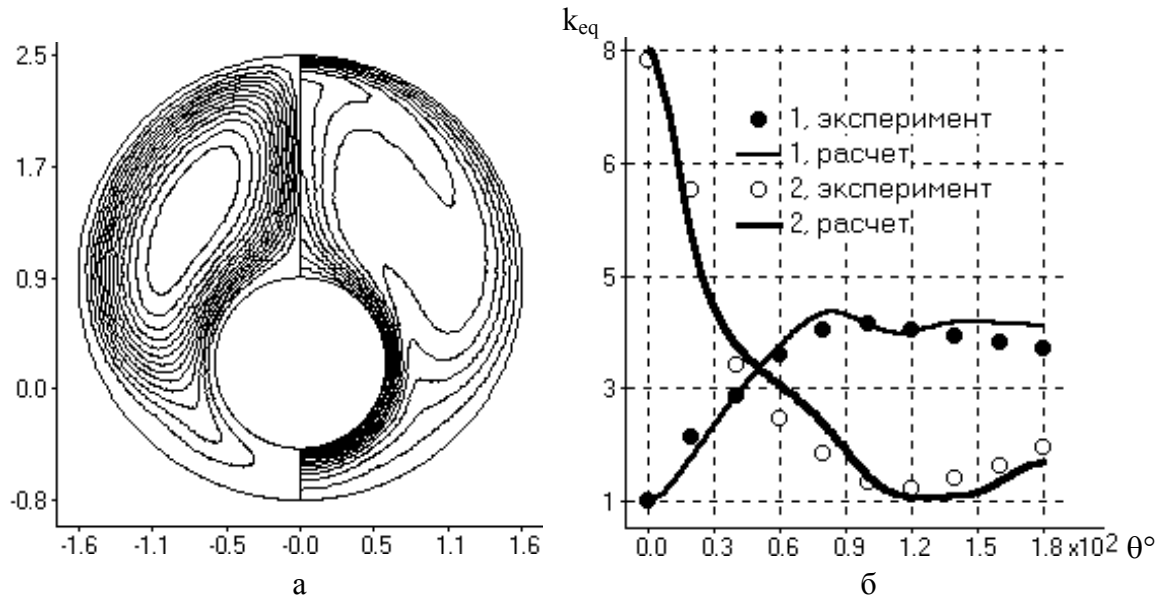 2.5
1.7
0.9
0.0
-0.8
-1.6 -1.1 -0.5 -0.0 0.5 1.1 1.6
а
k_eq
8
6
5
3
1
1, эксперимент
1, расчет
2, эксперимент
2, расчет
0.0 0.3 0.6 0.9 1.2 1.5 1.8 x10² θ°
б